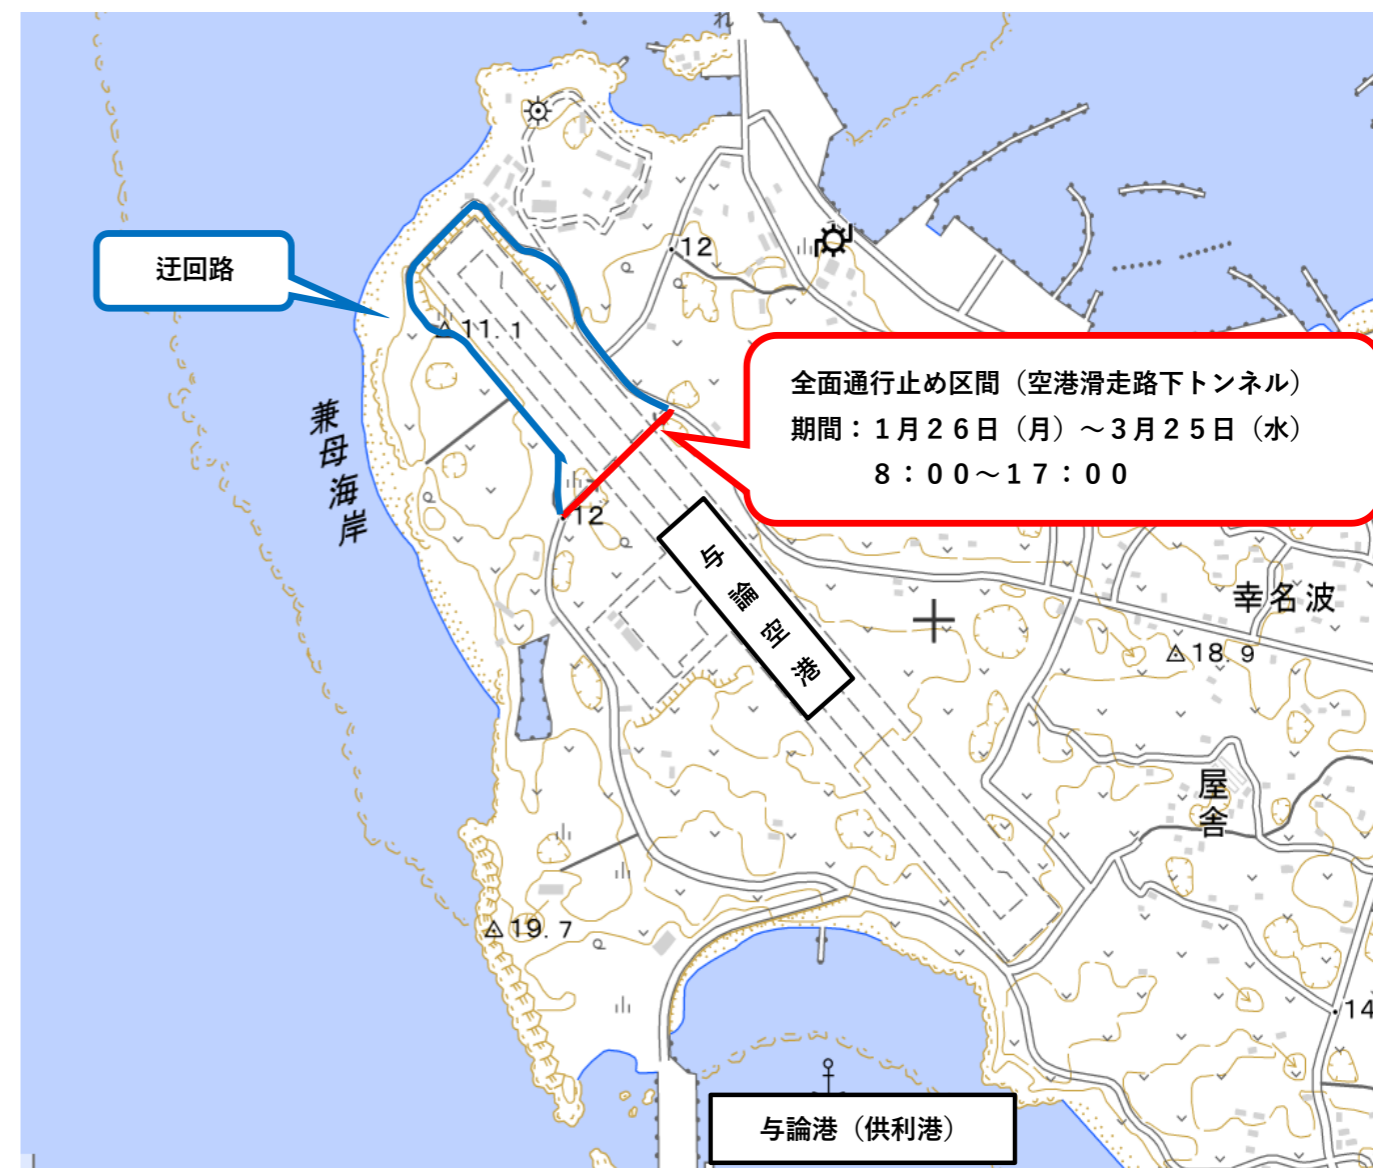 れ
12
迂回路
11.1
全面通行止め区間（空港滑走路下トンネル）
期間：１月２６日（月）～３月２５日（水）
８：００～１７：００
兼母海岸
12
与論空港
幸名波
18.9
屋舎
19.7
14
与論港（供利港）